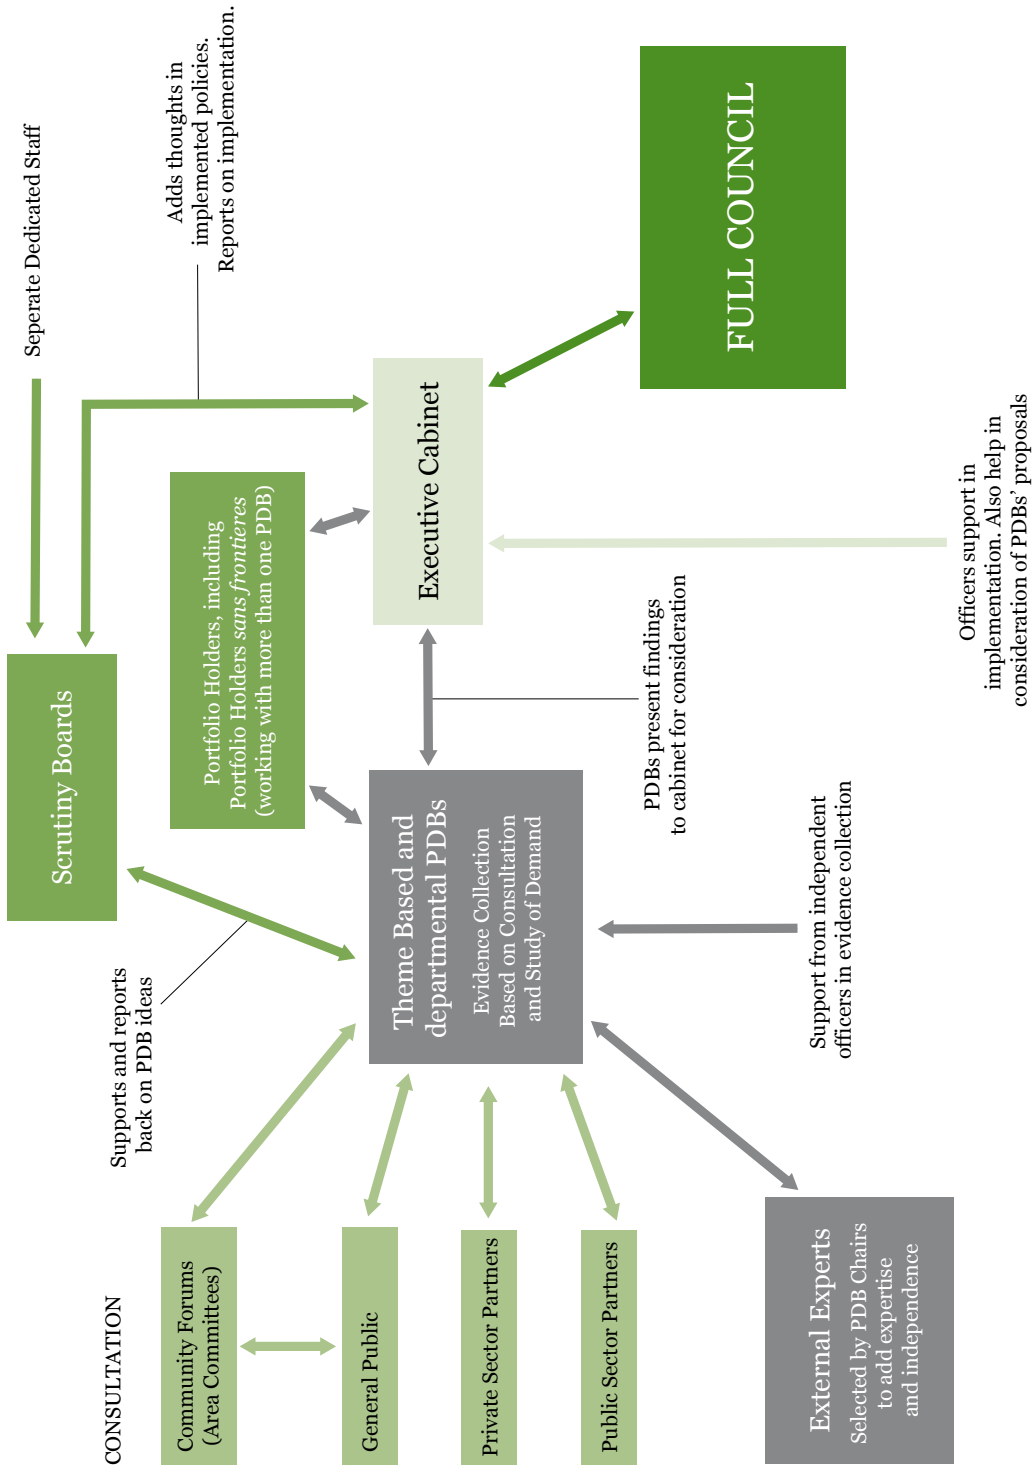 CONSULTATION
Community Forums
(Area Committees)
General Public
Private Sector Partners
Public Sector Partners
External Experts
Selected by PDB Chairs
to add expertise
and independence
Supports and reports
back on PDB ideas
Scrutiny Boards
Seperate Dedicated Staff
Adds thoughts in
implemented policies.
Reports on implementation.
Portfolio Holders, including
Portfolio Holders sans frontieres
(working with more than one PDB)
Theme Based and
departmental PDBs
Evidence Collection
Based on Consultation
and Study of Demand
Executive Cabinet
PDBs present findings
to cabinet for consideration
Support from independent
officers in evidence collection
Officers support in
implementation. Also help in
consideration of PDBs’ proposals
FULL COUNCIL